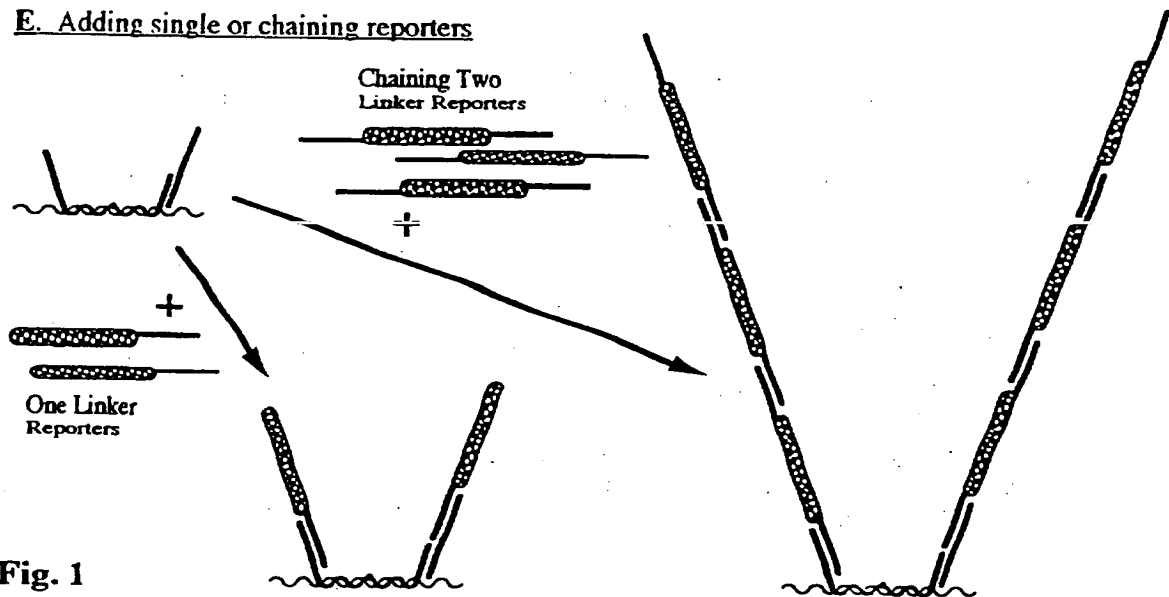 E. Adding single or chaining reporters
Chaining Two
Linker Reporters
+
+
One Linker
Reporters
Fig. 1